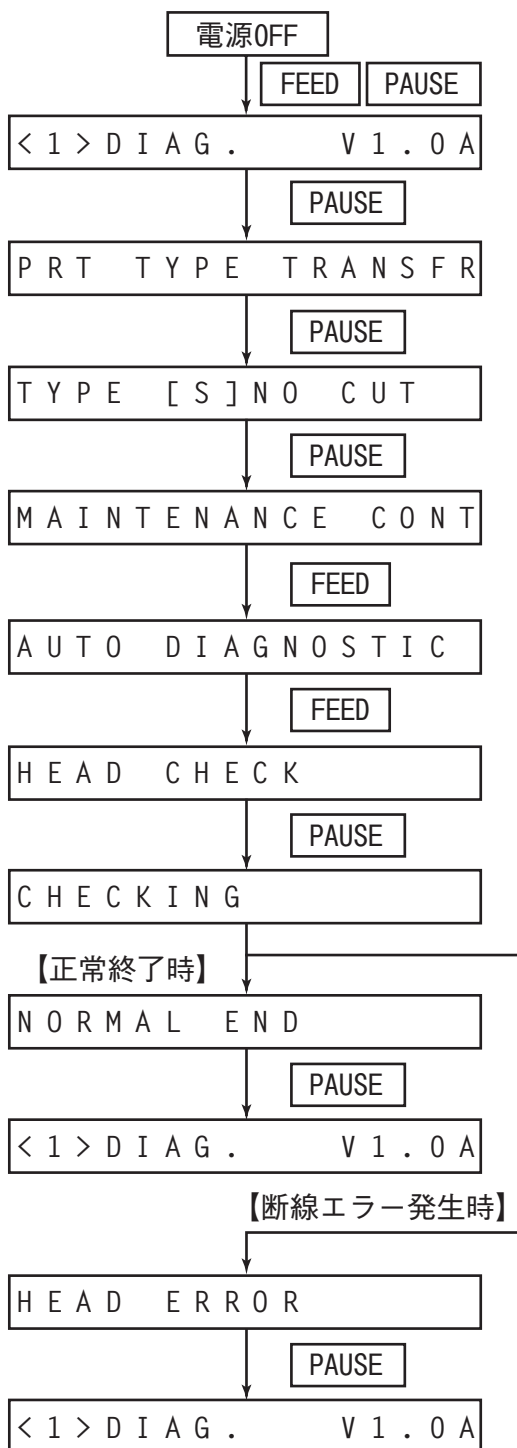 電源OFF
FEED PAUSE
<1>DIAG. V1.0A
PAUSE
PRT TYPE TRANSFR
PAUSE
TYPE [S]NO CUT
PAUSE
MAINTENANCE CONT
FEED
AUTO DIAGNOSTIC
FEED
HEAD CHECK
PAUSE
CHECKING
【正常終了時】
NORMAL END
PAUSE
<1>DIAG. V1.0A
【断線エラー発生時】
HEAD ERROR
PAUSE
<1>DIAG. V1.0A